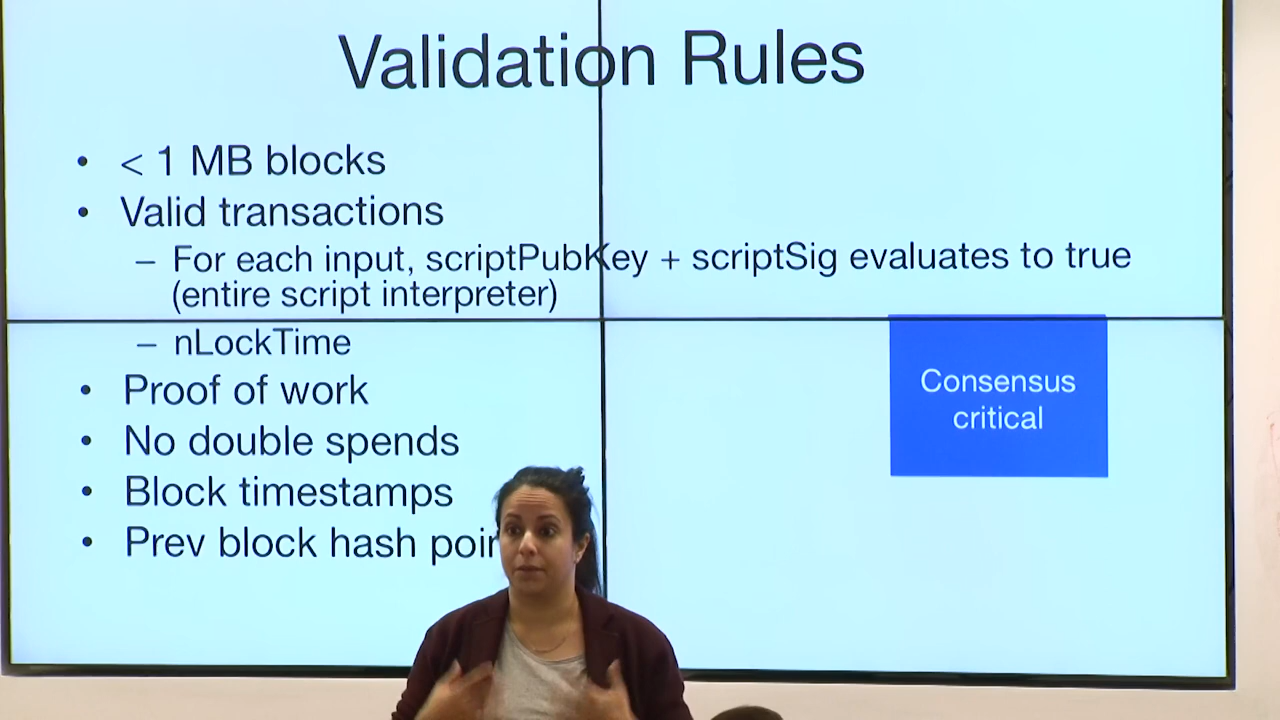 Validation Rules
• < 1 MB blocks
• Valid transactions
– For each input, scriptPubKey + scriptSig evaluates to true
(entire script interpreter)
– nLockTime
• Proof of work
• No double spends
• Block timestamps
• Prev block hash
Consensus
critical